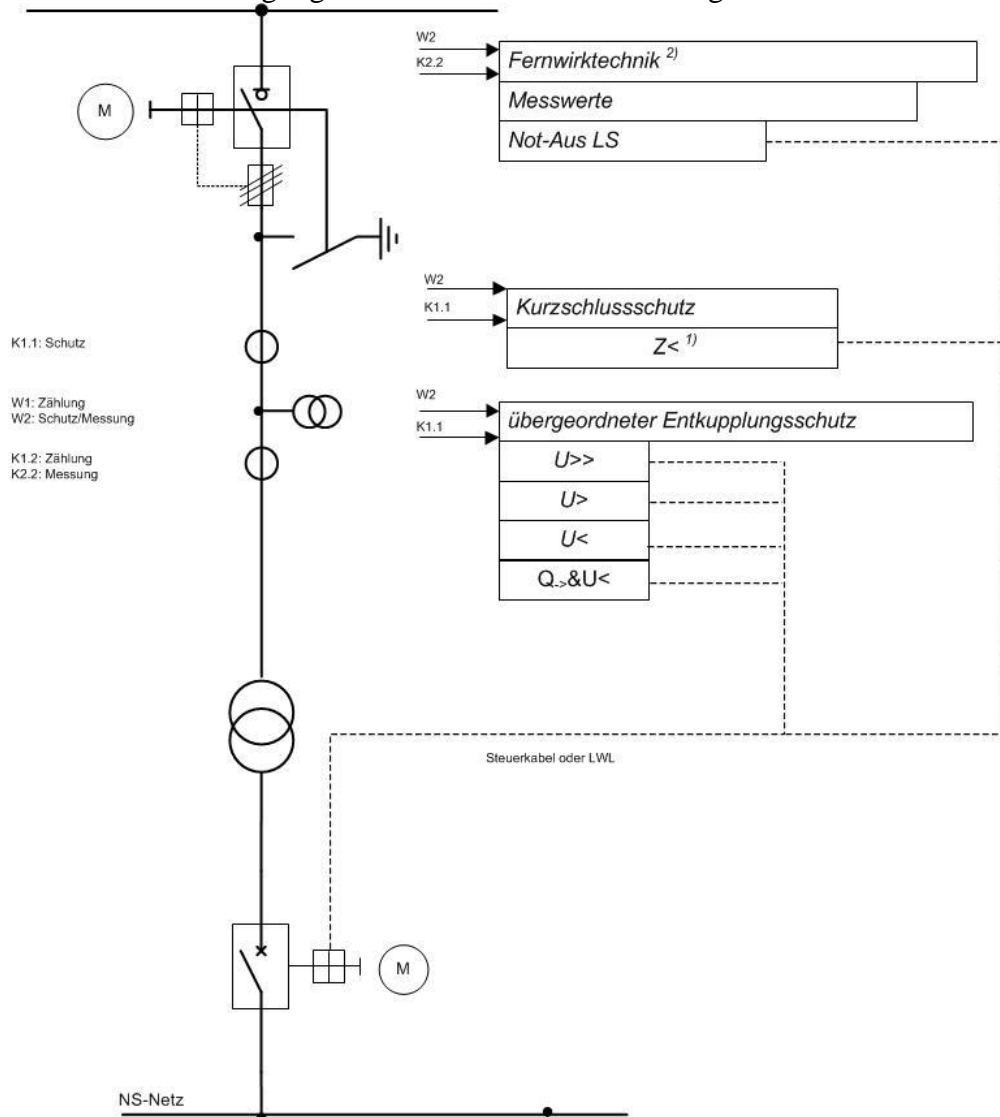 W2
K2.2
Fernwirktechnik 2)
Messwerte
Not-Aus LS
M
W2
K1.1
Kurzschlussschutz
Z< 1)
K1.1: Schutz
W1: Zählung
W2: Schutz/Messung
K1.2: Zählung
K2.2: Messung
W2
K1.1
übergeordneter Entkupplungsschutz
U>>
U>
U<
Q->&U<
Steuerkabel oder LWL
M
NS-Netz